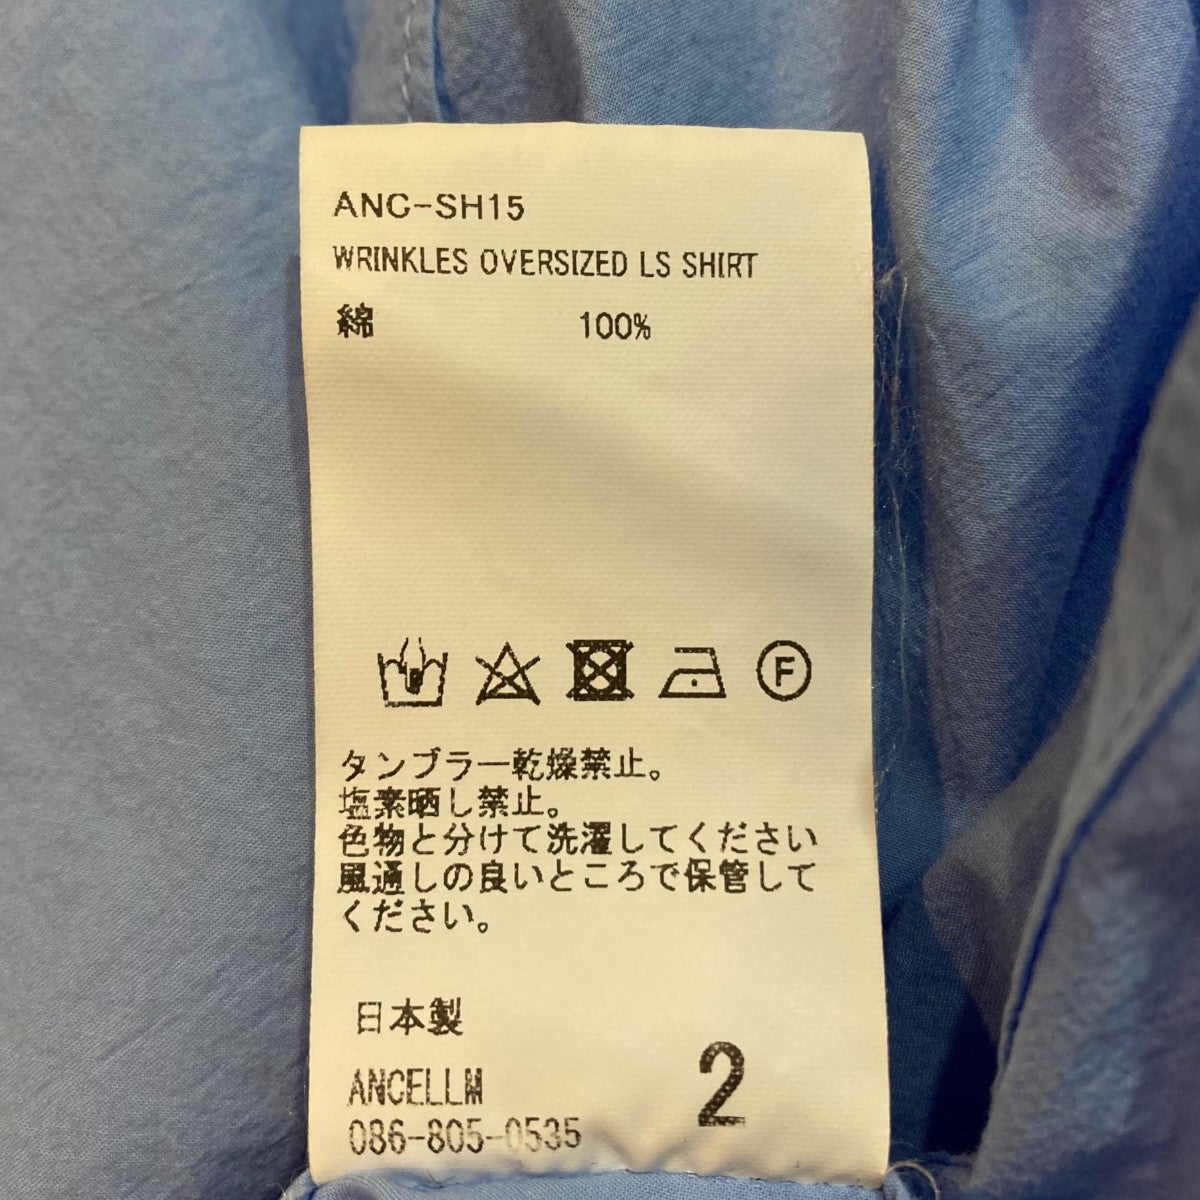 ANC-SH15
WRINKLES OVERSIZED LS SHIRT
綿 100%
F
タンブラー乾燥禁止。
塩素晒し禁止。
色物と分けて洗濯してください
風通しの良いところで保管して
ください。
日本製
ANCELLM 2
086-805-0535